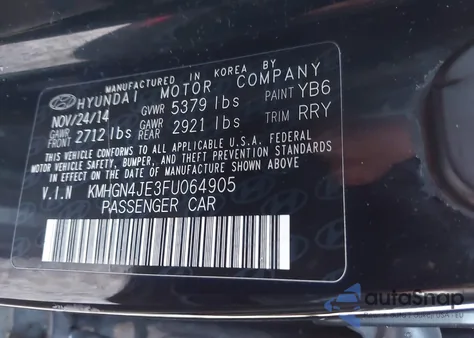 MANUFACTURED IN KOREA BY
HYUNDAI MOTOR COMPANY
NOV/24/14 GVWR 5379 lbs PAINT YB6
GAWR FRONT 2712 lbs GAWR REAR 2921 lbs TRIM RRY
THIS VEHICLE CONFORMS TO ALL APPLICABLE U.S.A. FEDERAL
MOTOR VEHICLE SAFETY, BUMPER, AND THEFT PREVENTION STANDARDS
IN EFFECT ON THE DATE OF MANUFACTURE SHOWN ABOVE.
V.I.N KMHGN4JE3FU064905
PASSENGER CAR
autoSnap